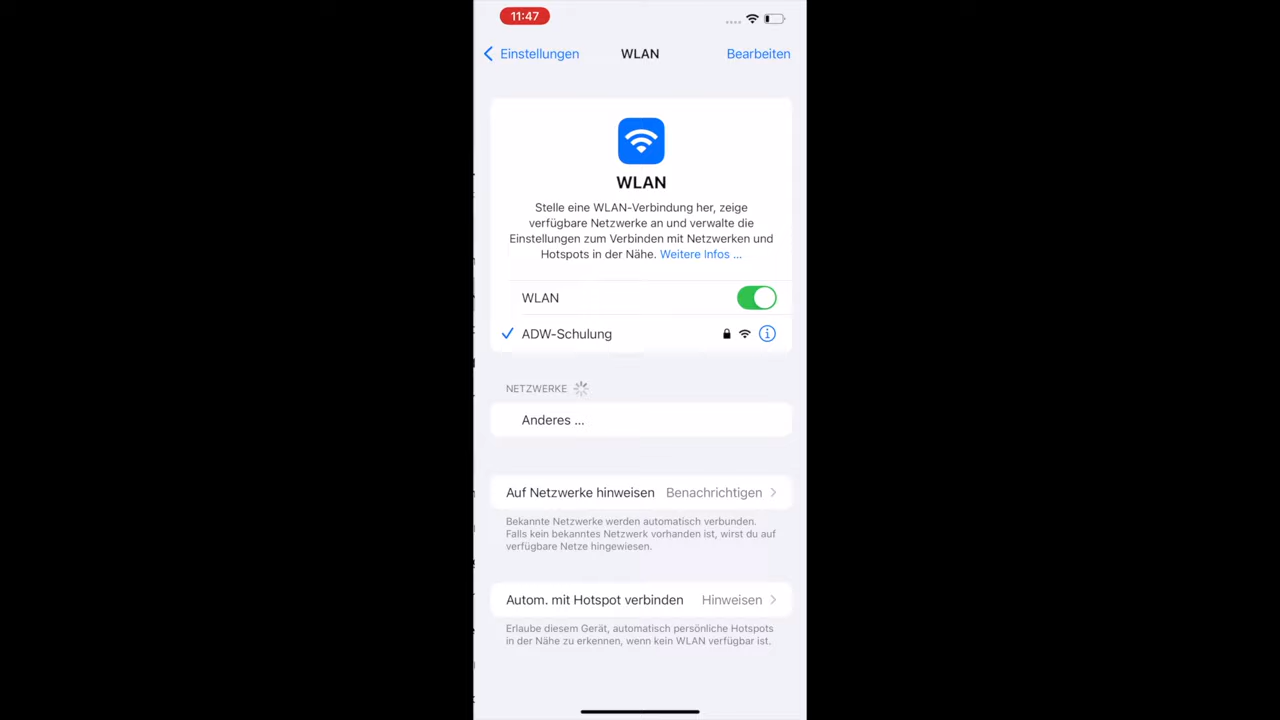 11:47
Einstellungen WLAN Bearbeiten
WLAN
Stelle eine WLAN-Verbindung her, zeige
verfügbare Netzwerke an und verwalte die
Einstellungen zum Verbinden mit Netzwerken und
Hotspots in der Nähe. Weitere Infos ...
WLAN
ADW-Schulung
NETZWERKE
Anderes ...
Auf Netzwerke hinweisen Benachrichtigen
Bekannte Netzwerke werden automatisch verbunden.
Falls kein bekanntes Netzwerk vorhanden ist, wirst du auf
verfügbare Netze hingewiesen.
Autom. mit Hotspot verbinden Hinweisen
Erlaube diesem Gerät, automatisch persönliche Hotspots
in der Nähe zu erkennen, wenn kein WLAN verfügbar ist.